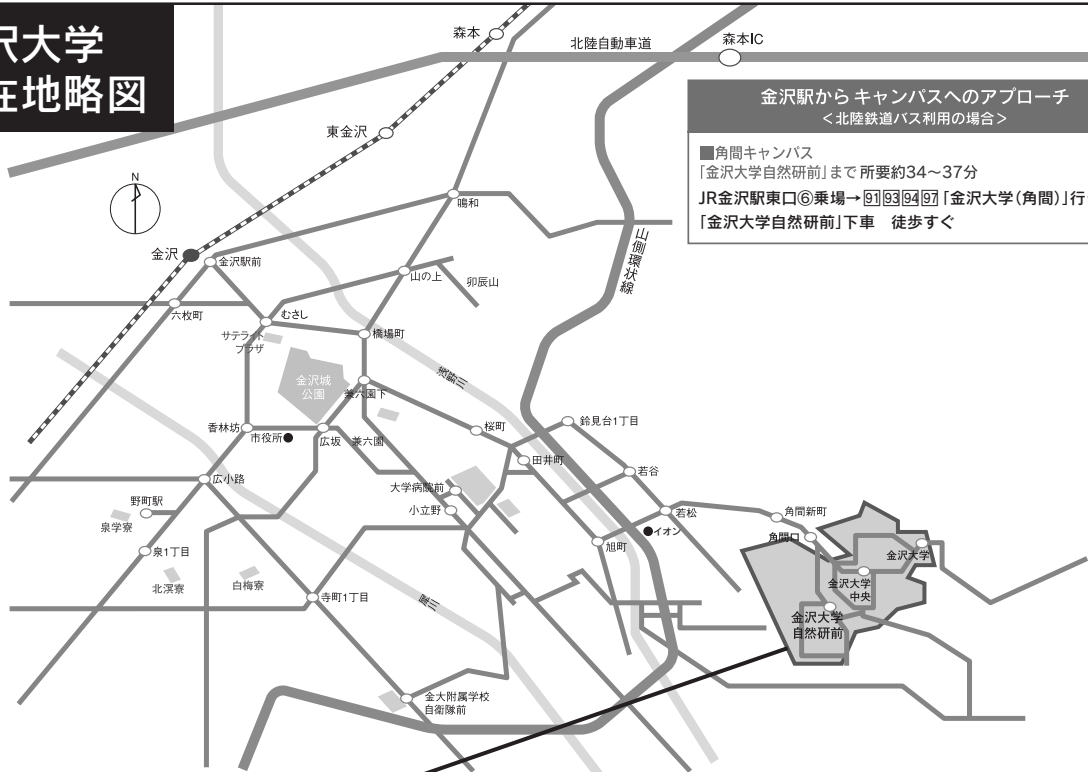 沢大学
在地略図
森本
北陸自動車道
森本IC
金沢駅から キャンパスへのアプローチ
＜北陸鉄道バス利用の場合＞
■角間キャンパス
「金沢大学自然研前」まで 所要約34〜37分
JR金沢駅東口⑥乗場→91 93 94 97「金沢大学(角間)」行
「金沢大学自然研前」下車　徒歩すぐ
東金沢
N
鳴和
金沢
金沢駅前
山の上
卯辰山
山側環状線
六枚町
むさし
サテライト
プラザ
橋場町
浅野川
金沢城
公園
兼六園下
香林坊
市役所
広坂
兼六園
桜町
鈴見台1丁目
田井町
若谷
広小路
大学病院前
小立野
野町駅
泉学寮
若松
イオン
角間新町
角間口
旭町
泉1丁目
北溟寮
白梅寮
寺町1丁目
犀川
金沢大学
金沢大学
中央
金沢大学
自然研前
金大附属学校
自衛隊前